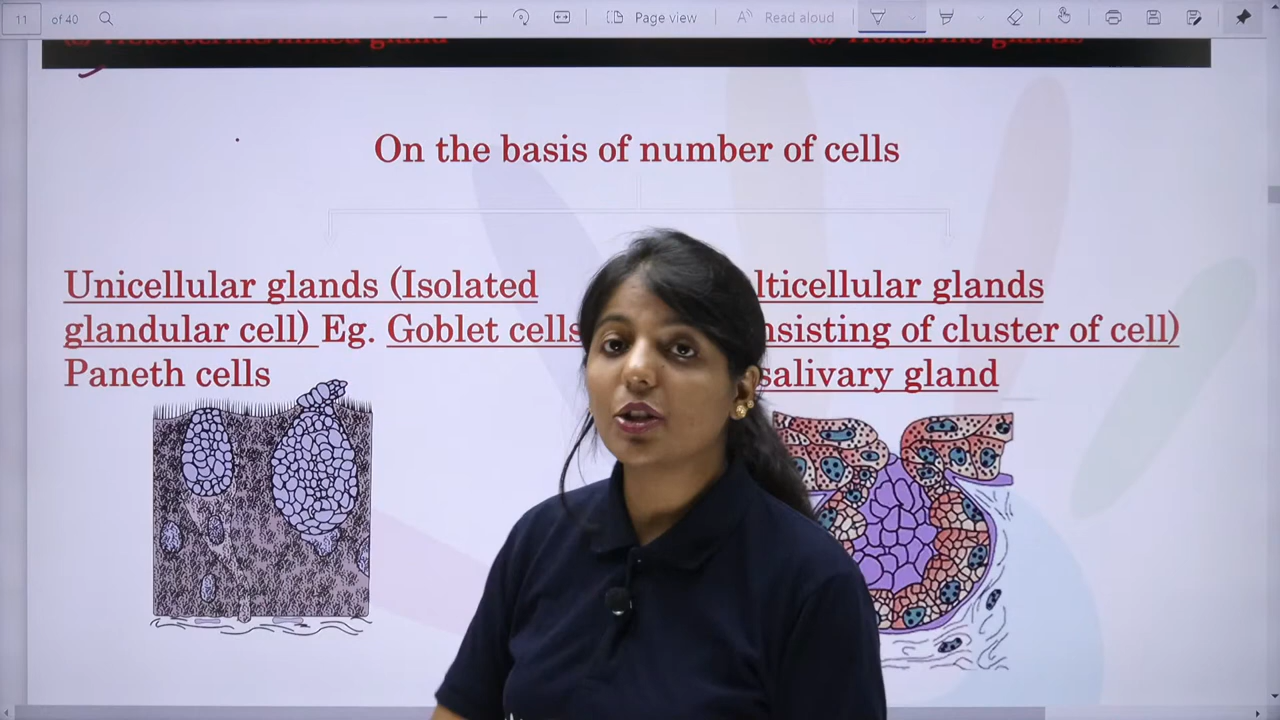 11 of 40
Page view
Read aloud
On the basis of number of cells
Unicellular glands (Isolated
glandular cell) Eg. Goblet cells
Paneth cells
lticellular glands
nsisting of cluster of cell)
salivary gland